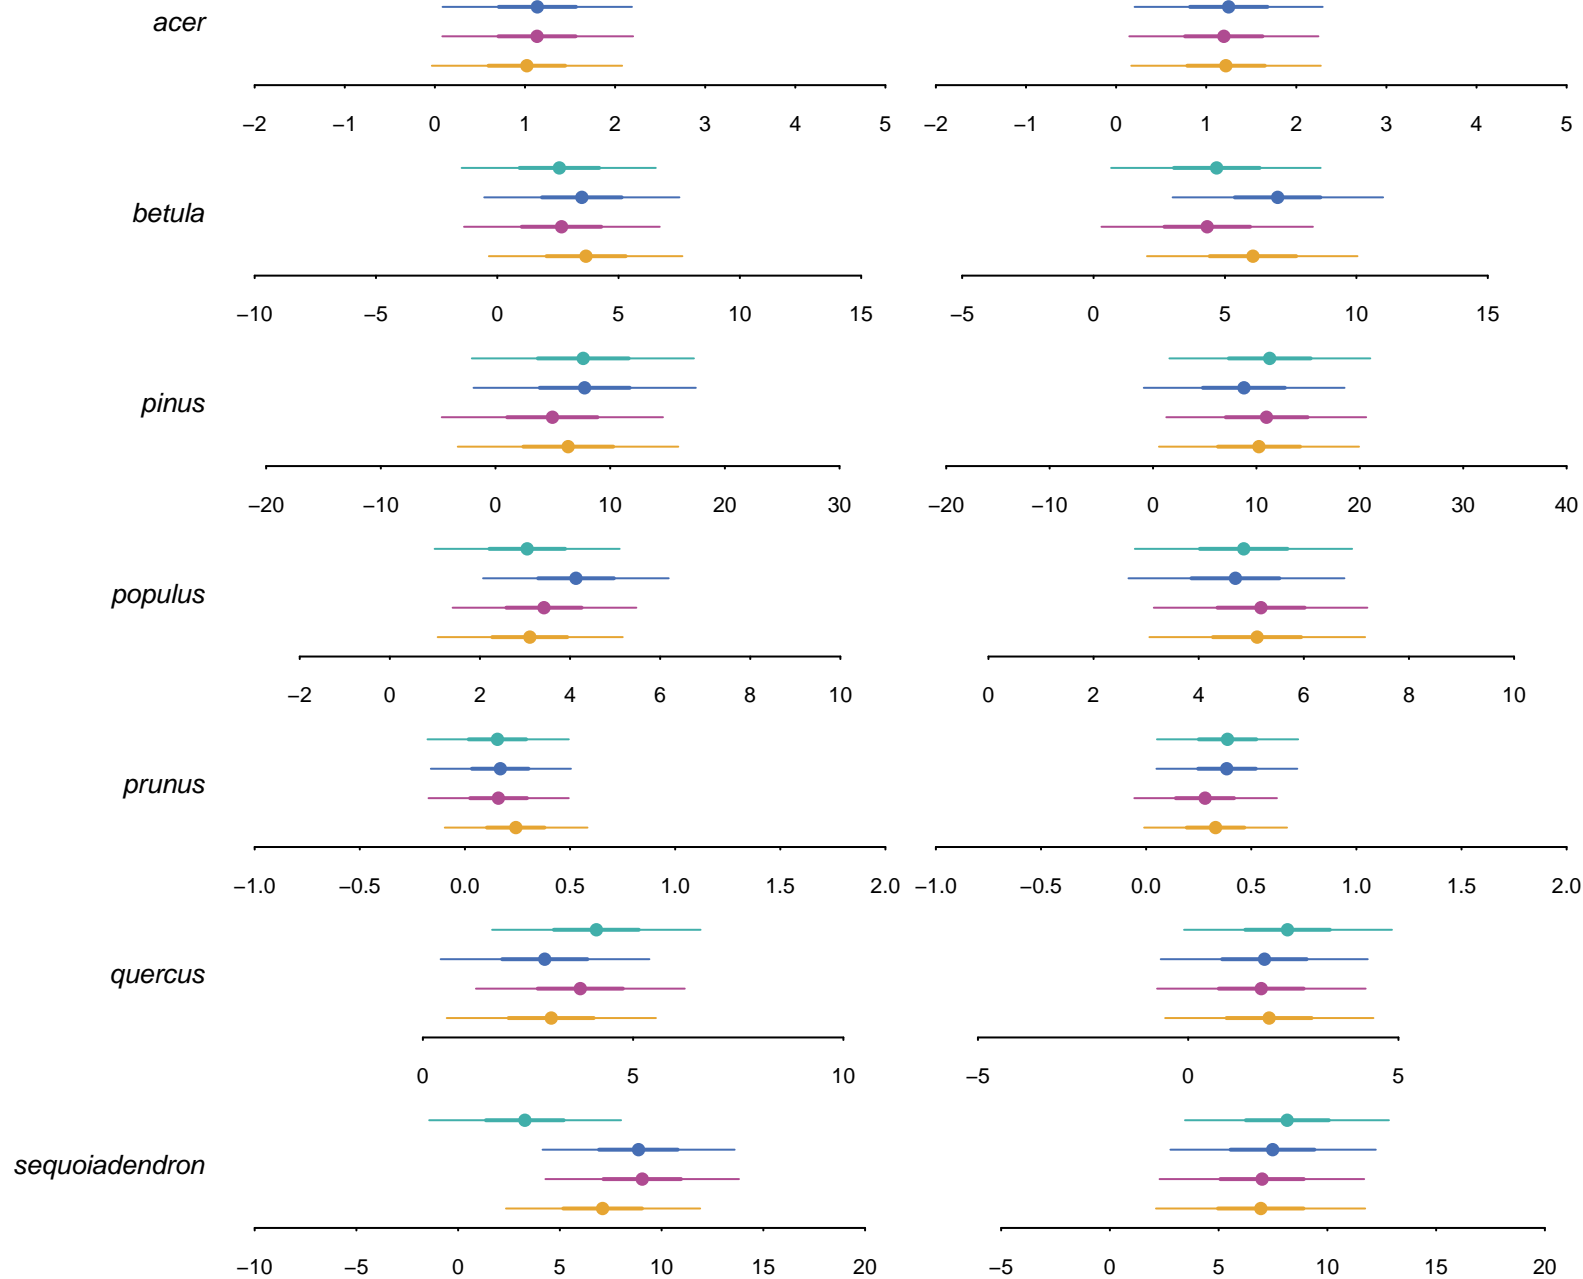 acer
−2 −1 0 1 2 3 4 5 −2 −1 0 1 2 3 4 5
betula
−10 −5 0 5 10 15 −5 0 5 10 15
pinus
−20 −10 0 10 20 30 −20 −10 0 10 20 30 40
populus
−2 0 2 4 6 8 10 0 2 4 6 8 10
prunus
−1.0 −0.5 0.0 0.5 1.0 1.5 2.0 −1.0 −0.5 0.0 0.5 1.0 1.5 2.0
quercus
0 5 10 −5 0 5
sequoiadendron
−10 −5 0 5 10 15 20 −5 0 5 10 15 20